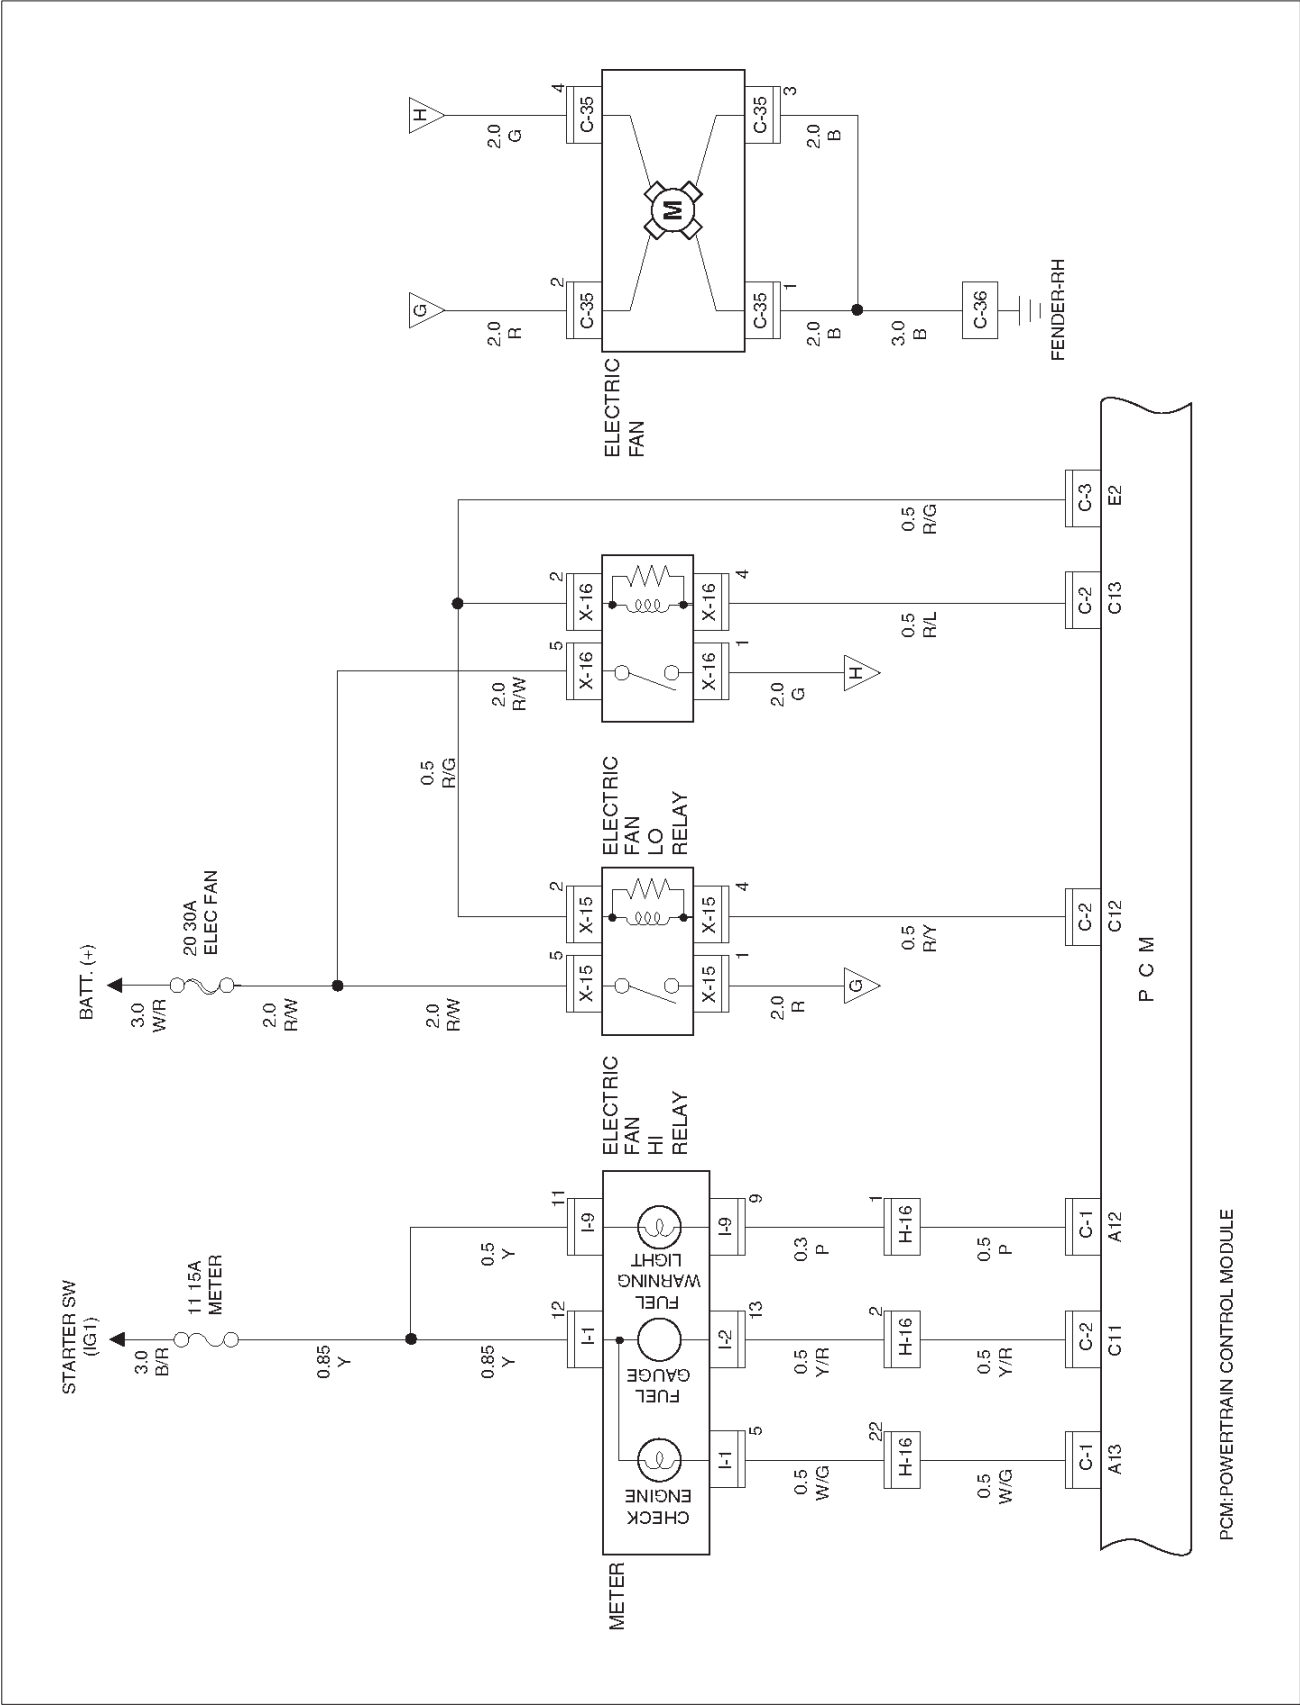 STARTER SW
(IG1)
3.0
B/R
11 15A
METER
0.85
Y
0.85
Y
0.5
Y
12
I-1
11
I-9
METER
CHECK
ENGINE
FUEL
GAUGE
FUEL
WARNING
LIGHT
I-1
5
I-2
13
I-9
9
0.5
W/G
0.5
Y/R
0.3
P
22
H-16
2
H-16
1
H-16
0.5
W/G
0.5
Y/R
0.5
P
C-1
A13
C-2
C11
C-1
A12
BATT. (+)
3.0
W/R
20 30A
ELEC FAN
2.0
R/W
2.0
R/W
0.5
R/G
2.0
R/W
5
X-15
2
X-15
ELECTRIC
FAN
HI
RELAY
X-15
1
X-15
4
2.0
R
G
0.5
R/Y
C-2
C12
5
X-16
2
X-16
ELECTRIC
FAN
LO
RELAY
X-16
1
X-16
4
2.0
G
H
0.5
R/L
0.5
R/G
C-2
C13
C-3
E2
P C M
G
H
2.0
R
2.0
G
2
C-35
4
C-35
ELECTRIC
FAN
M
C-35
1
C-35
3
2.0
B
2.0
B
3.0
B
C-36
FENDER-RH
PCM:POWERTRAIN CONTROL MODULE